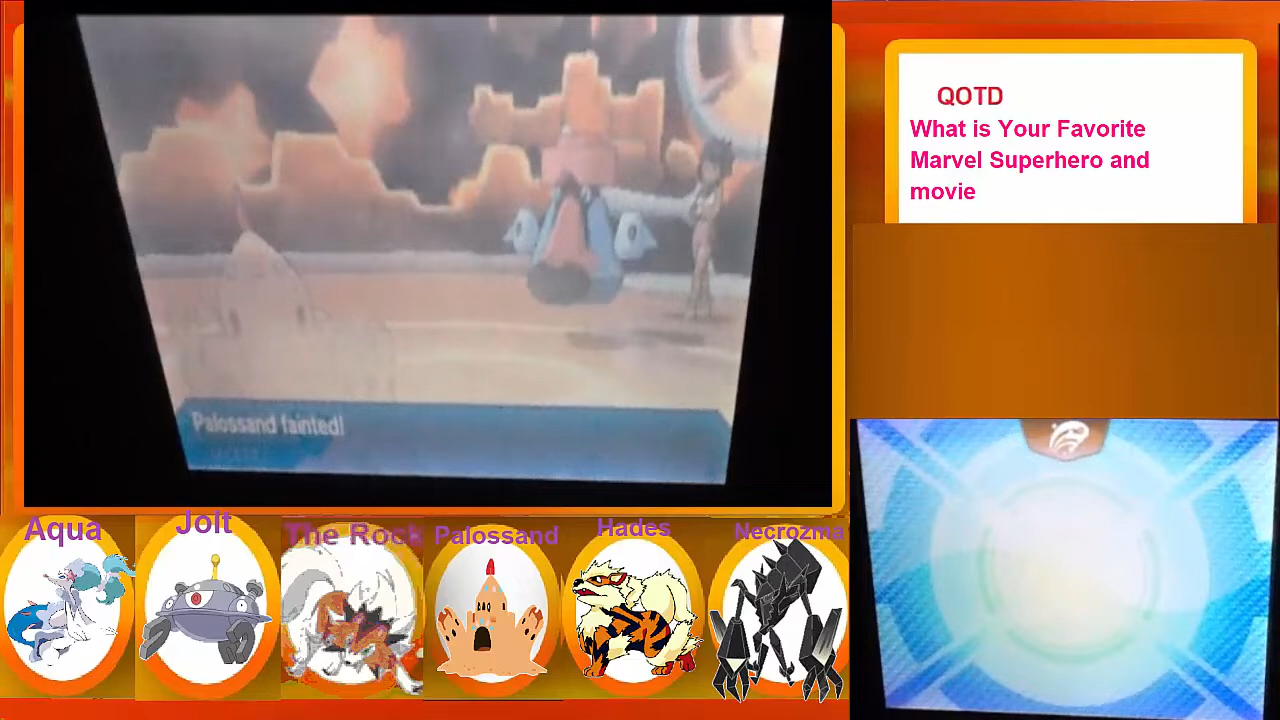 QOTD
What is Your Favorite
Marvel Superhero and
movie
Palossand fainted!
Aqua
Jolt
The Rock
Palossand
Hades
Necrozma